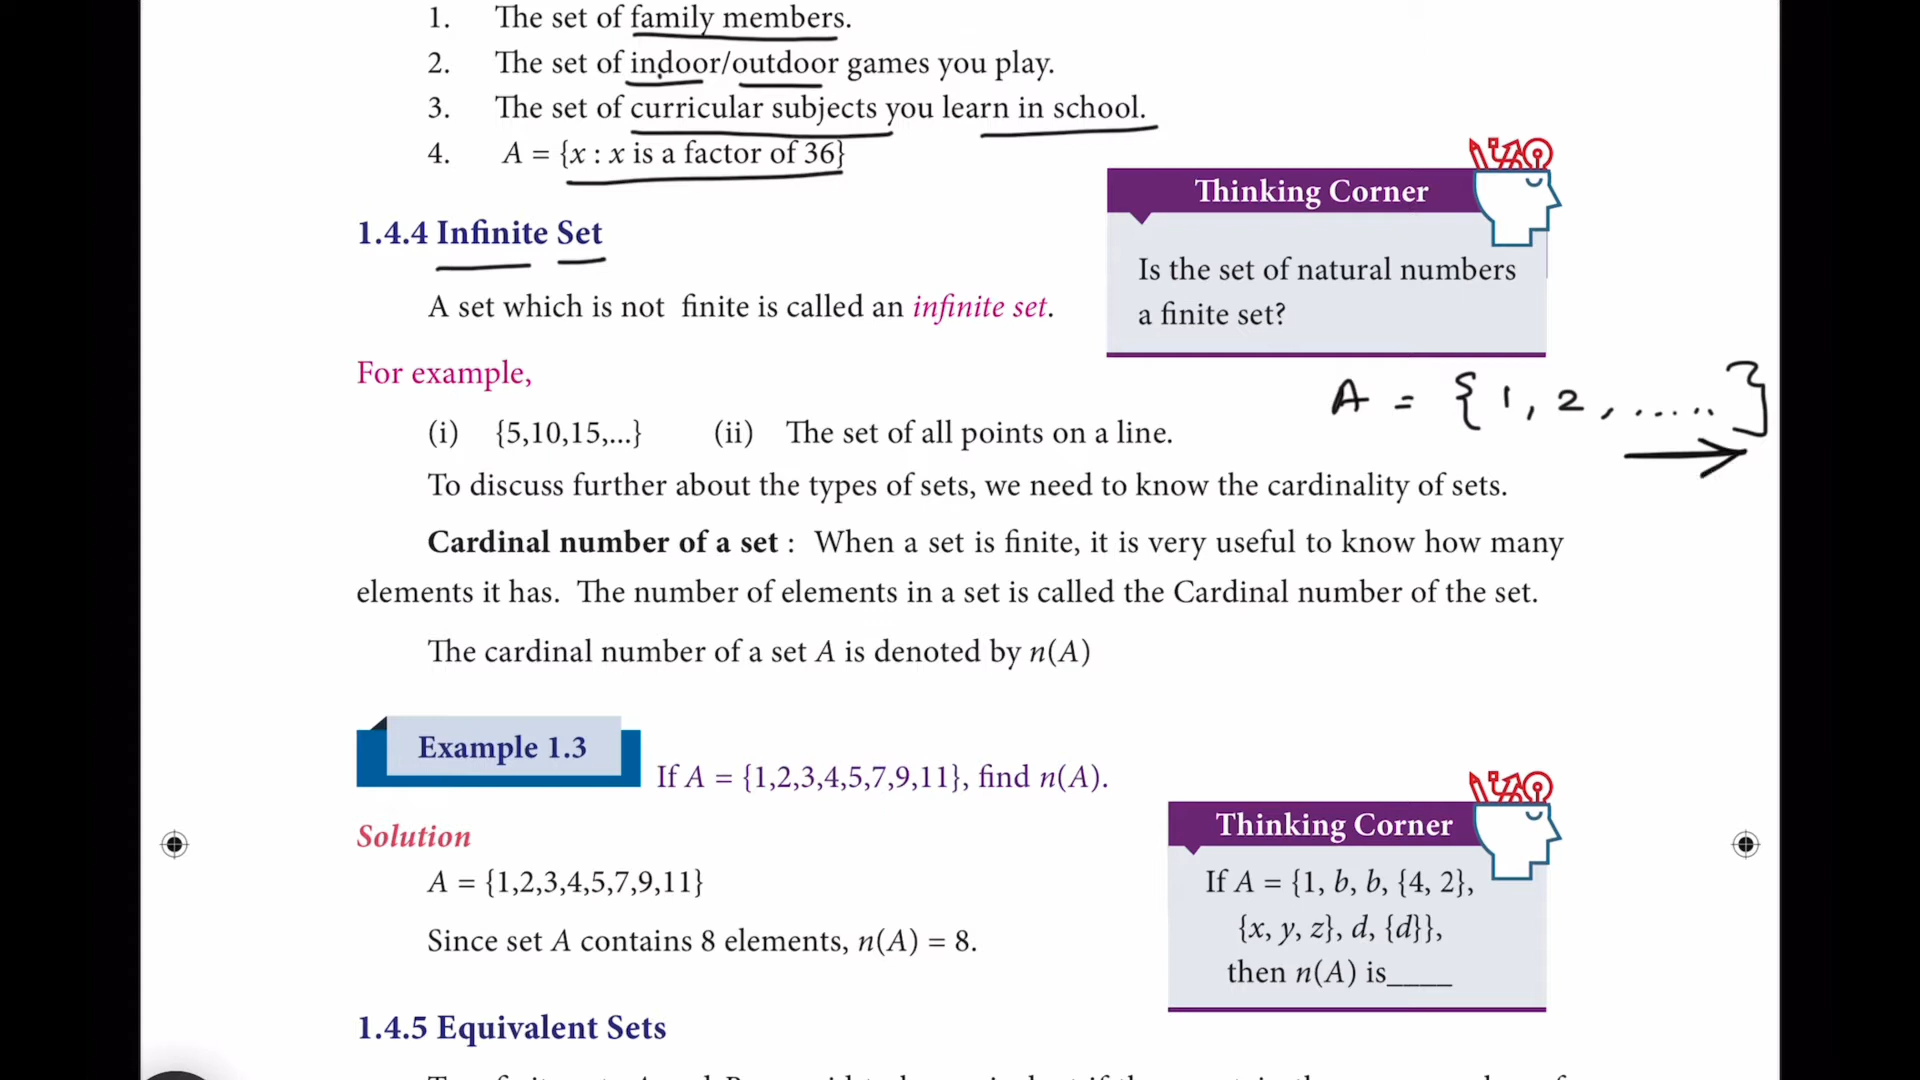 1. The set of family members.
2. The set of indoor/outdoor games you play.
3. The set of curricular subjects you learn in school.
4. A = {x : x is a factor of 36}
Thinking Corner
Is the set of natural numbers
a finite set?
1.4.4 Infinite Set
A set which is not finite is called an infinite set.
For example,
A = {1, 2, ......}
(i) {5,10,15,...} (ii) The set of all points on a line.
To discuss further about the types of sets, we need to know the cardinality of sets.
Cardinal number of a set : When a set is finite, it is very useful to know how many
elements it has. The number of elements in a set is called the Cardinal number of the set.
The cardinal number of a set A is denoted by n(A)
Example 1.3
If A = {1,2,3,4,5,7,9,11}, find n(A).
Solution
A = {1,2,3,4,5,7,9,11}
Since set A contains 8 elements, n(A) = 8.
Thinking Corner
If A = {1, b, b, {4, 2},
{x, y, z}, d, {d}},
then n(A) is____
1.4.5 Equivalent Sets